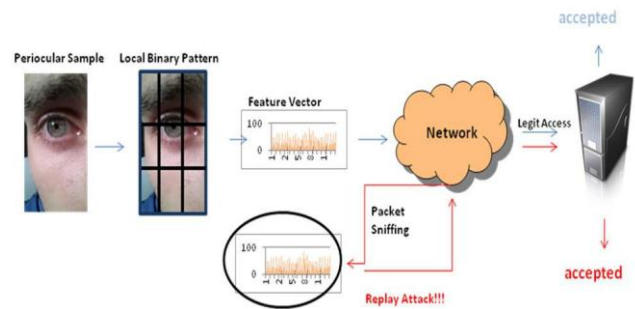 accepted
Periocular Sample
Local Binary Pattern
Feature Vector
100
0
Network
Legit Access
Packet
Sniffing
100
0
Replay Attack!!!
accepted